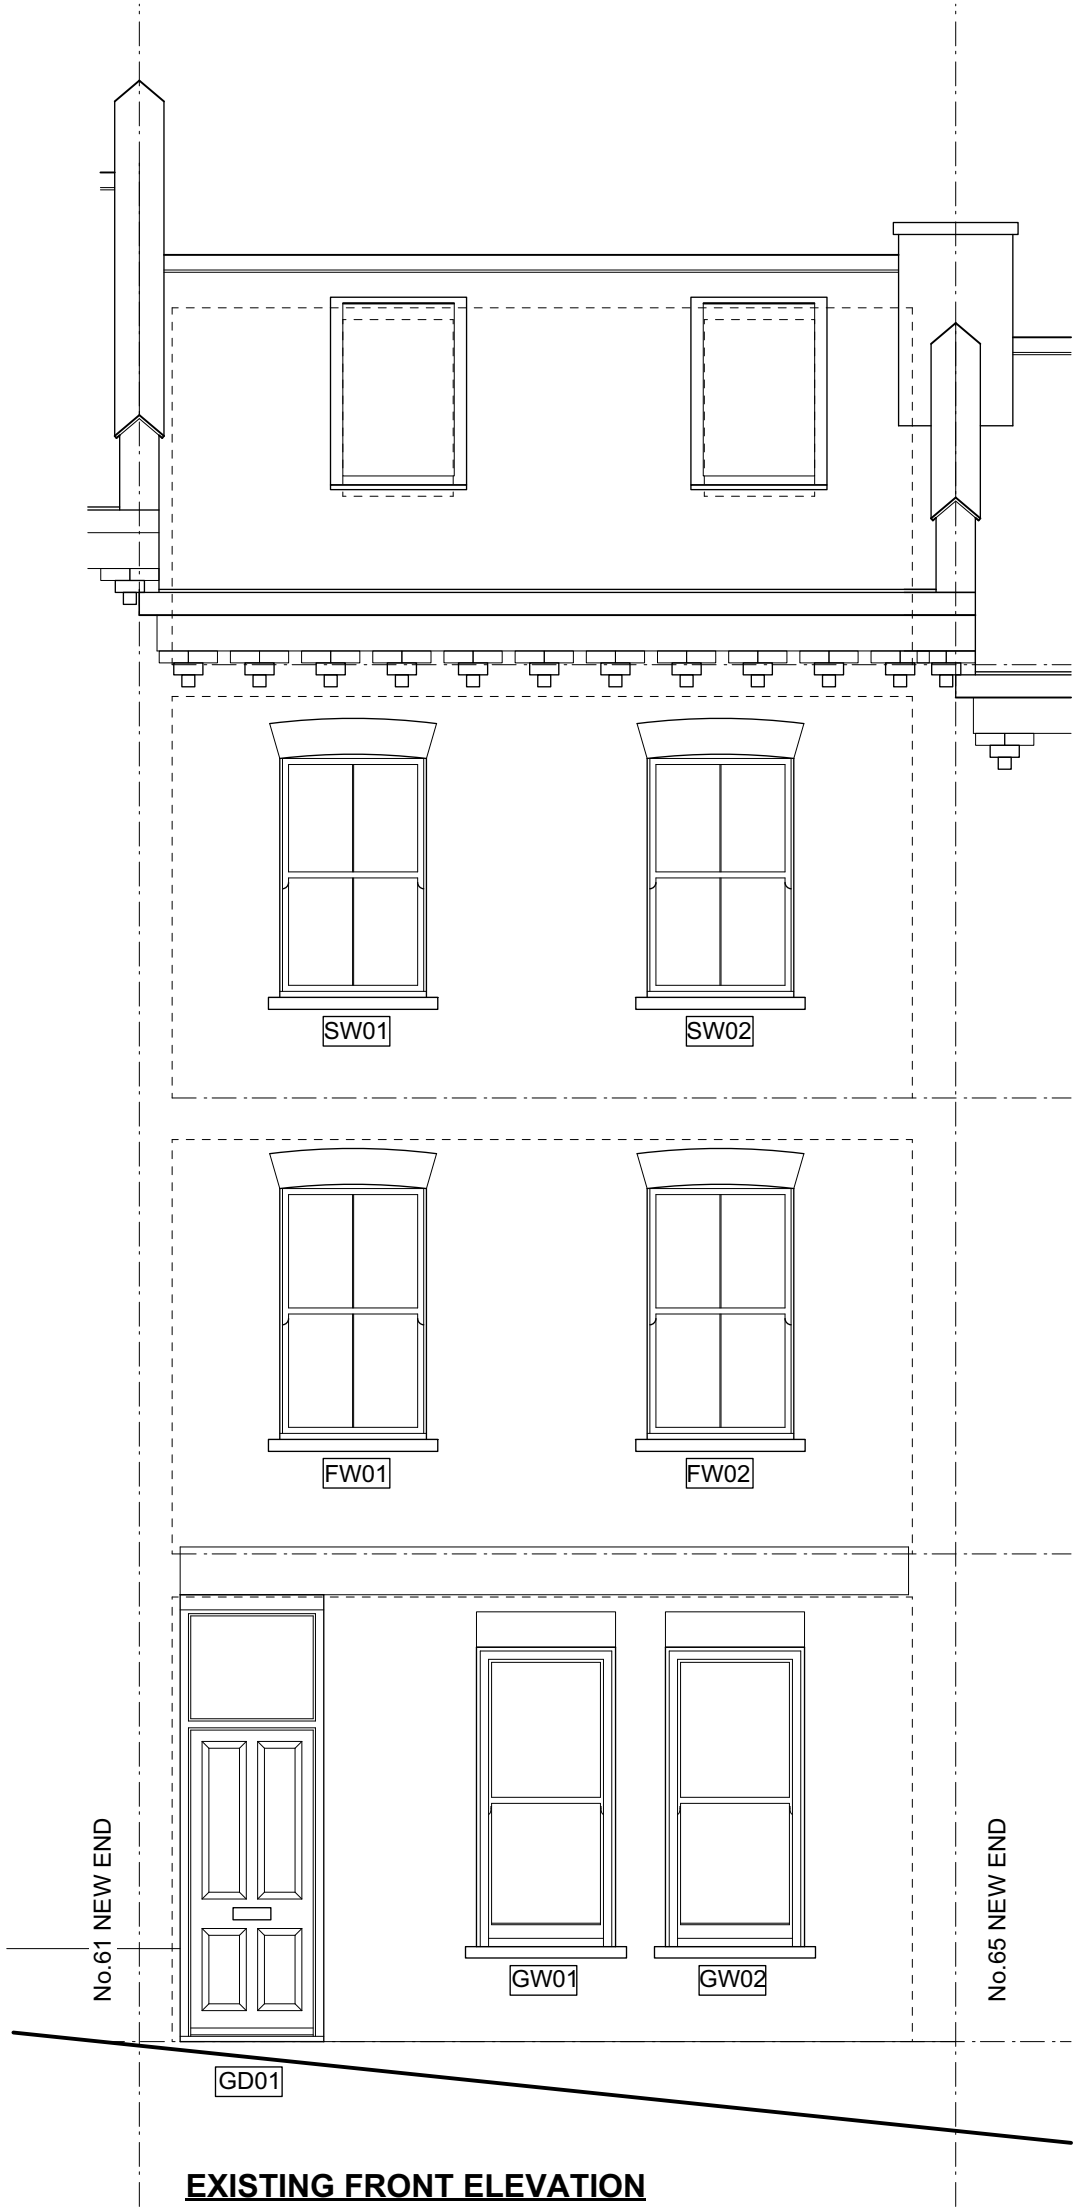 SW01
SW02
FW01
FW02
No.61 NEW END
No.65 NEW END
GW01
GW02
GD01
EXISTING FRONT ELEVATION